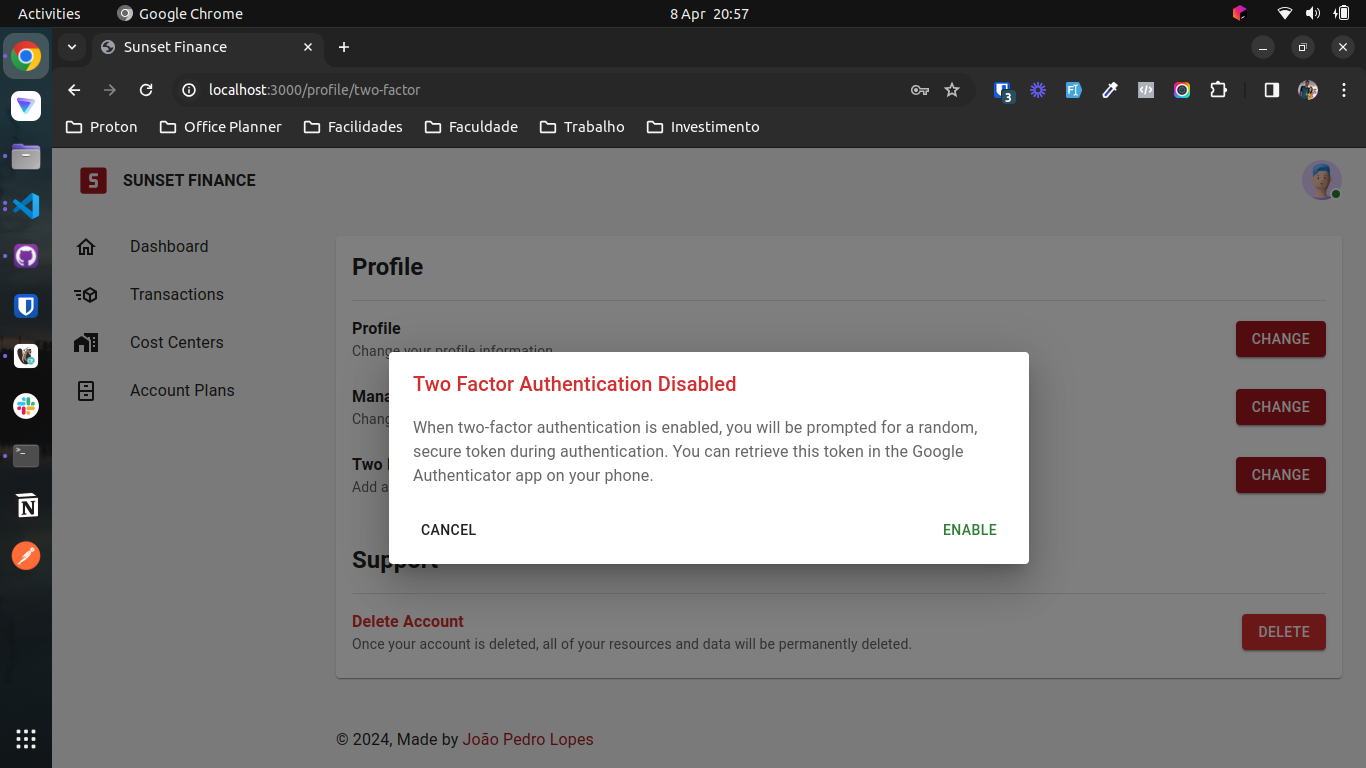 Activities
Google Chrome
8 Apr 20:57
Sunset Finance
localhost:3000/profile/two-factor
3
Proton
Office Planner
Facilidades
Faculdade
Trabalho
Investimento
S
SUNSET FINANCE
Dashboard
Transactions
Cost Centers
Account Plans
Profile
Profile
Change your profile information
CHANGE
Mana
Chang
CHANGE
Two
Add a
CHANGE
Two Factor Authentication Disabled
When two-factor authentication is enabled, you will be prompted for a random,
secure token during authentication. You can retrieve this token in the Google
Authenticator app on your phone.
CANCEL
ENABLE
Support
Delete Account
Once your account is deleted, all of your resources and data will be permanently deleted.
DELETE
© 2024, Made by João Pedro Lopes